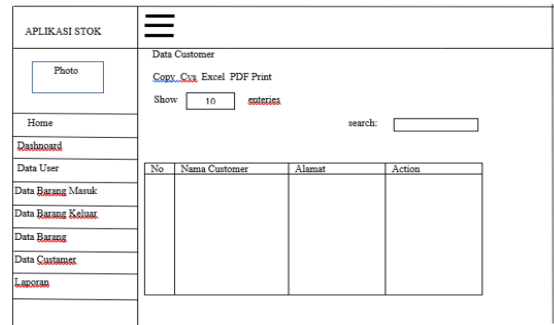 APLIKASI STOK
Photo
Home
Dashnoard
Data User
Data Barang Masuk
Data Barang Keluar
Data Barang
Data Custamer
Laporan
Data Customer
Copy Cvs Excel PDF Print
Show 10 enteries
search:
No Nama Customer Alamat Action